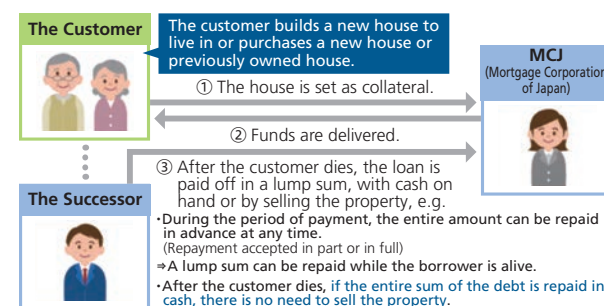 The Customer
The customer builds a new house to
live in or purchases a new house or
previously owned house.
MCJ
(Mortgage Corporation
of Japan)
① The house is set as collateral.
② Funds are delivered.
③ After the customer dies, the loan is
paid off in a lump sum, with cash on
hand or by selling the property, e.g.
The Successor
・During the period of payment, the entire amount can be repaid
in advance at any time.
(Repayment accepted in part or in full)
⇒A lump sum can be repaid while the borrower is alive.
・After the customer dies, if the entire sum of the debt is repaid in
cash, there is no need to sell the property.